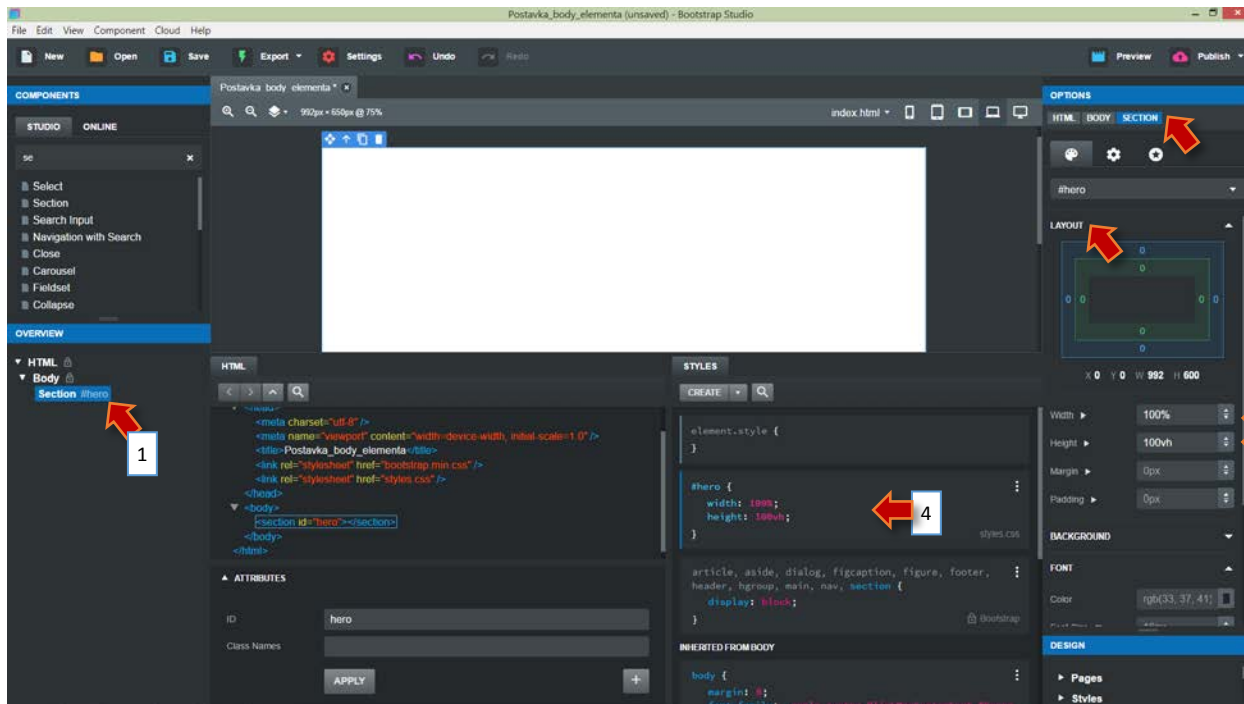 Postavka_body_elementa (unsaved) - Bootstrap Studio
File Edit View Component Cloud Help
New Open Save Export Settings Undo Redo Preview Publish
COMPONENTS
STUDIO ONLINE
se
Select
Section
Search Input
Navigation with Search
Close
Carousel
Fieldset
Collapse
OVERVIEW
HTML
Body
Section #hero
1
Postavka body elementa *
992px × 650px @ 75%
index.html
HTML
<meta charset="utf-8" />
<meta name="viewport" content="width=device-width, initial-scale=1.0" />
<title>Postavka_body_elementa</title>
<link rel="stylesheet" href="bootstrap.min.css" />
<link rel="stylesheet" href="styles.css" />
</head>
<body>
<section id="hero"></section>
</body>
</html>
ATTRIBUTES
ID hero
Class Names
APPLY +
STYLES
CREATE
element.style {
}
#hero {
width: 100%;
height: 100vh;
}
styles.css
4
article, aside, dialog, figcaption, figure, footer,
header, hgroup, main, nav, section {
display: block;
}
Bootstrap
INHERITED FROM BODY
body {
margin: 0;
OPTIONS
HTML BODY SECTION
#hero
LAYOUT
0
0
0 0 0 0
0
0
X 0 Y 0 W 992 H 600
Width 100%
Height 100vh
Margin 0px
Padding 0px
BACKGROUND
FONT
Color rgb(33, 37, 41)
DESIGN
Pages
Styles